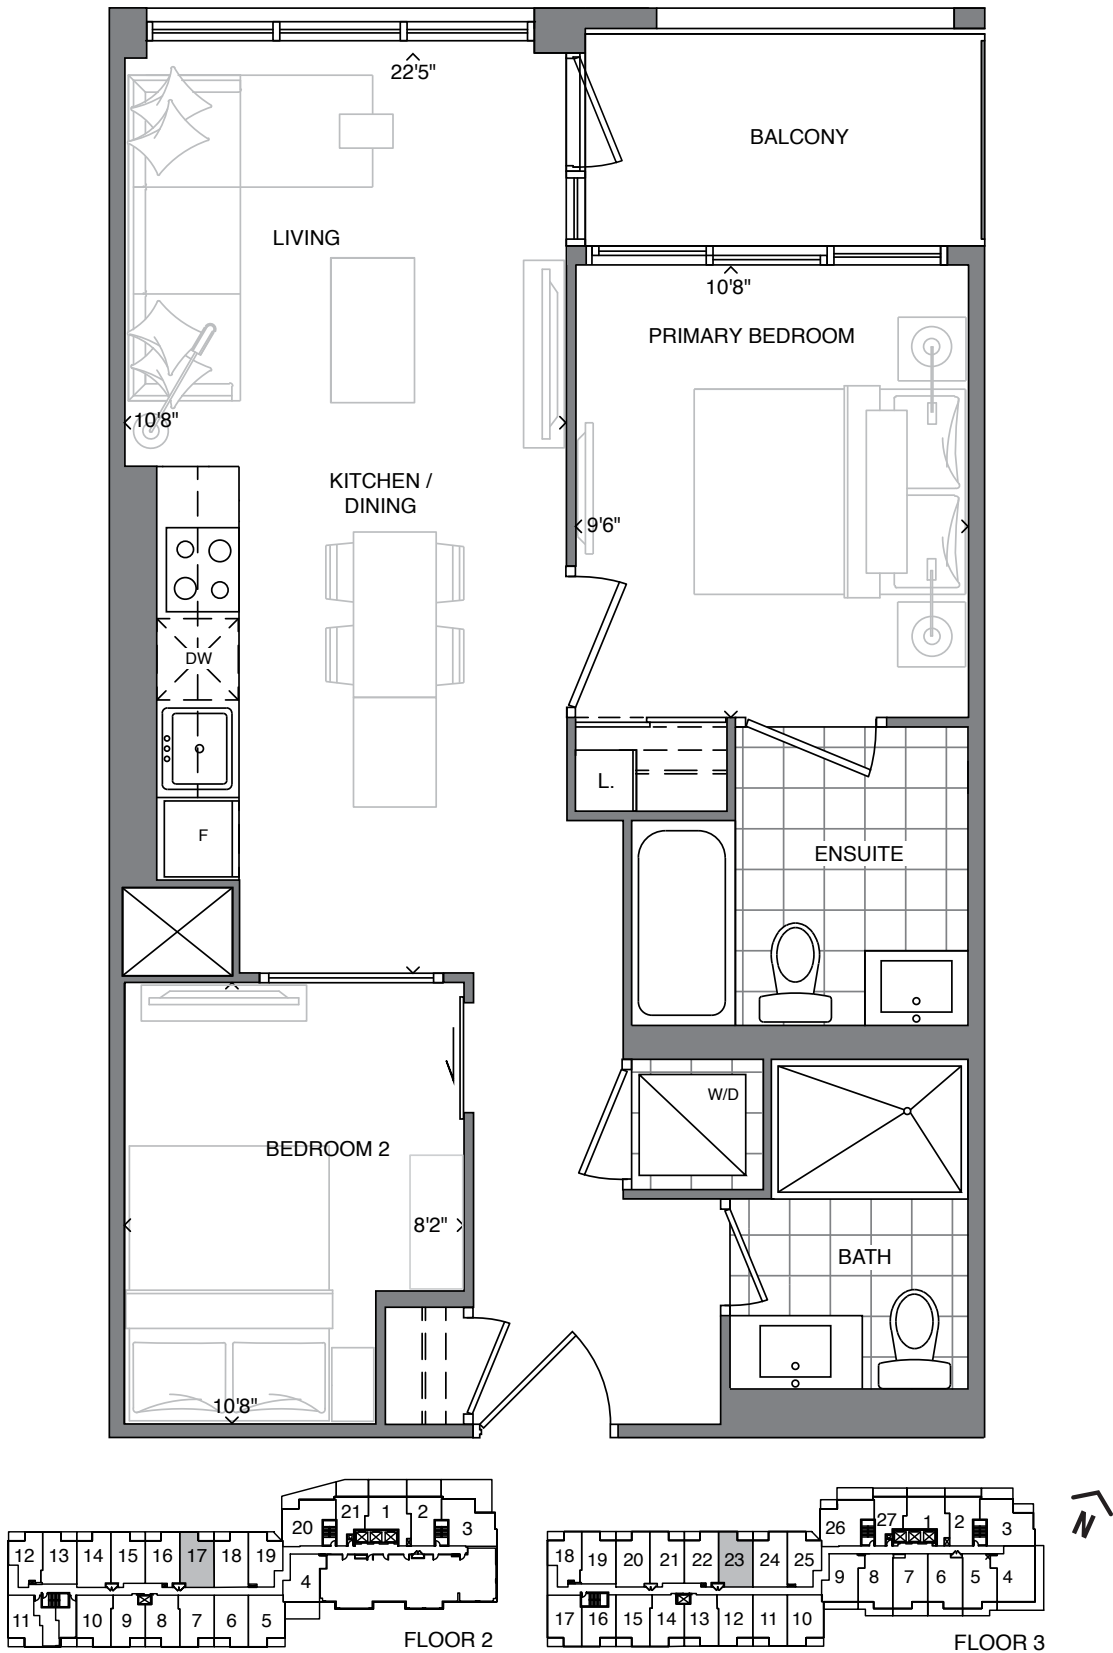 22'5"
BALCONY
LIVING
10'8"
PRIMARY BEDROOM
10'8"
KITCHEN /
DINING
9'6"
DW
L.
F
ENSUITE
W/D
BEDROOM 2
8'2"
BATH
10'8"
21 1 2
20 3
12 13 14 15 16 17 18 19
4
11 10 9 8 7 6 5
FLOOR 2
27 1 2
26 3
18 19 20 21 22 23 24 25
9 8 7 6 5 4
17 16 15 14 13 12 11 10
FLOOR 3
N